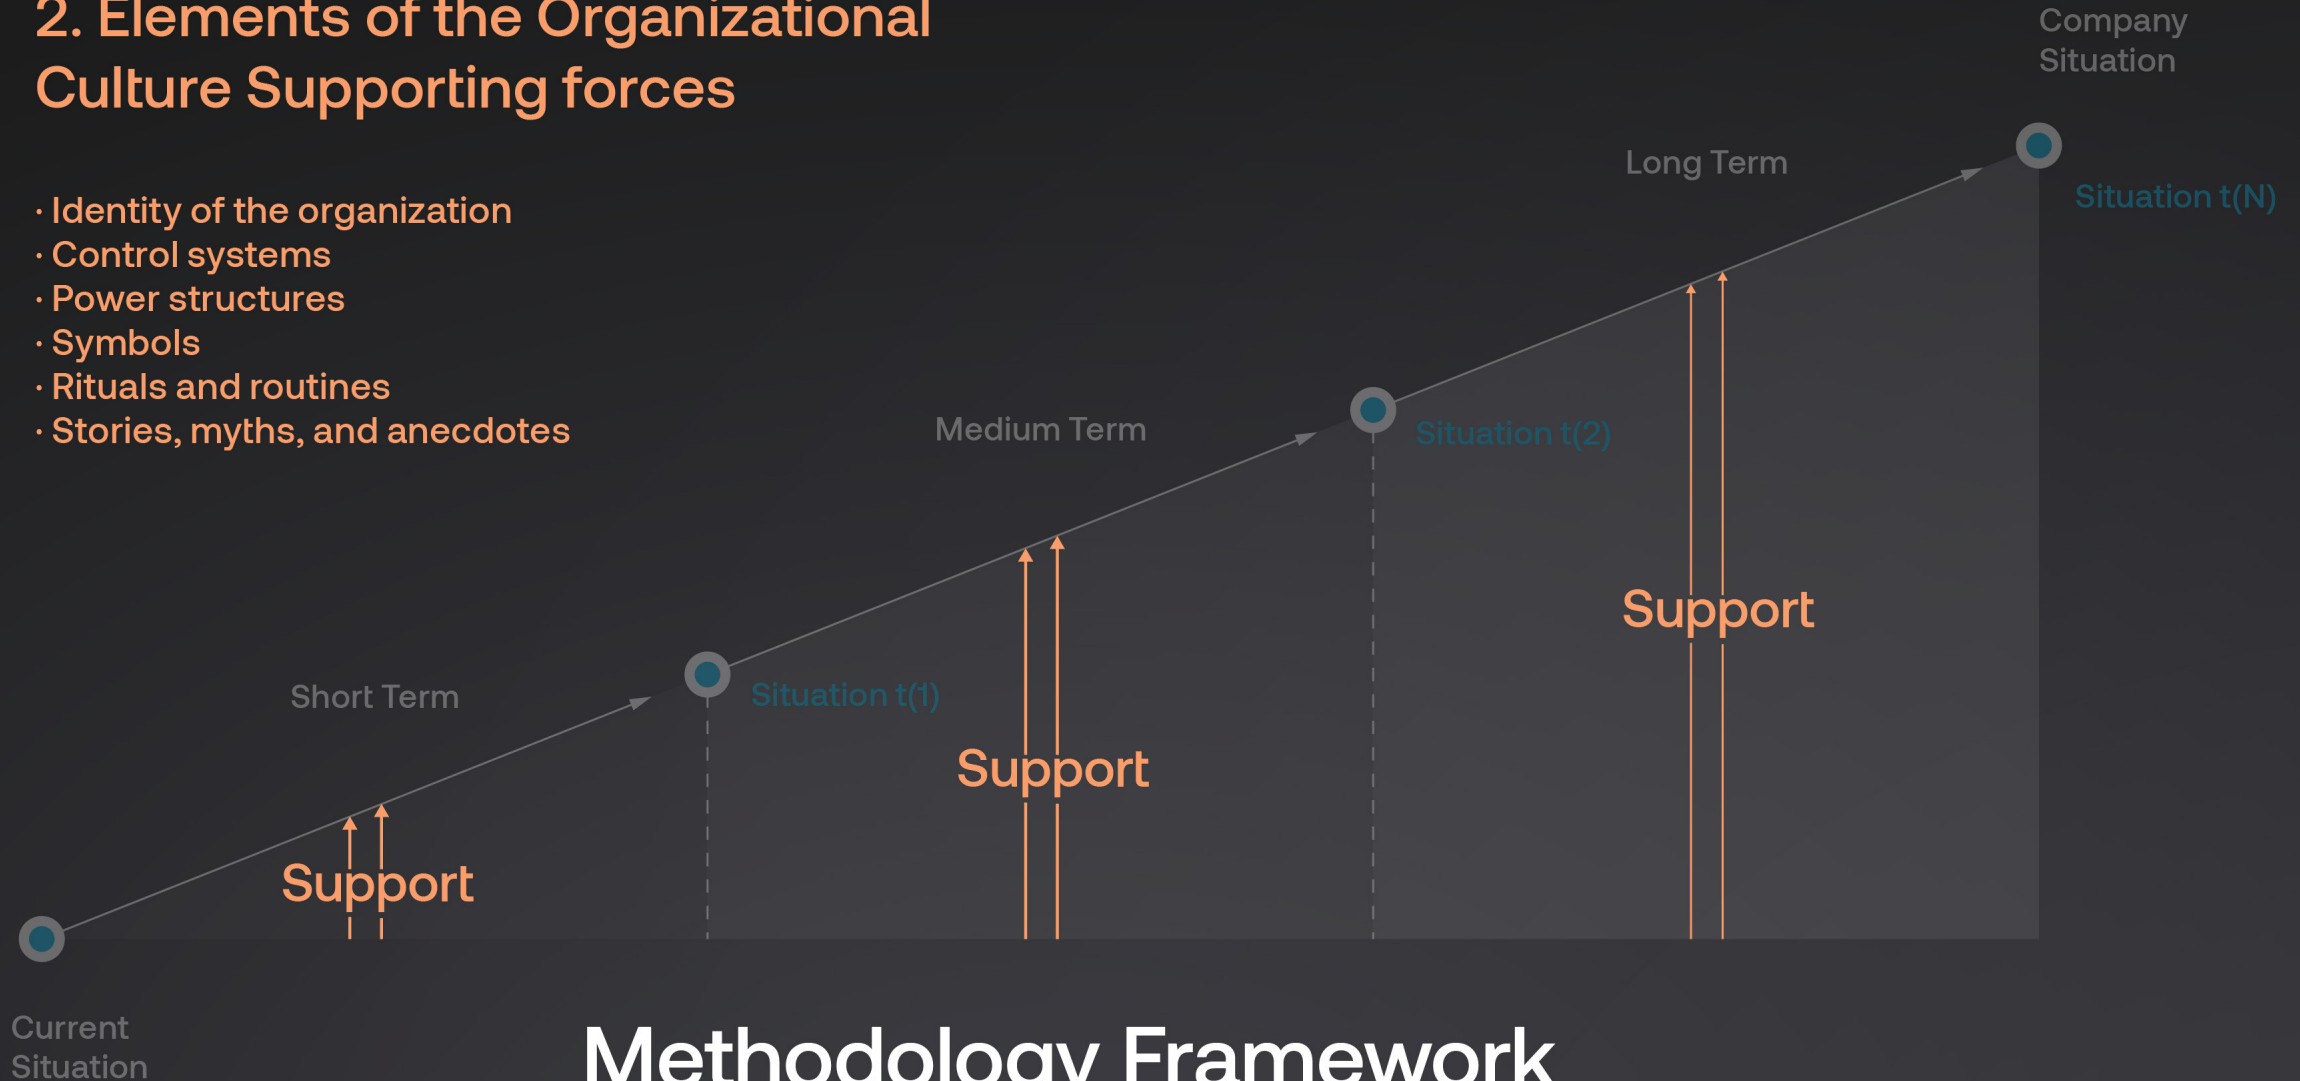 2. Elements of the Organizational
Culture Supporting forces
· Identity of the organization
· Control systems
· Power structures
· Symbols
· Rituals and routines
· Stories, myths, and anecdotes
Company
Situation
Long Term
Situation t(N)
Medium Term
Situation t(2)
Support
Short Term
Situation t(1)
Support
Support
Current
Situation
Methodology Framework